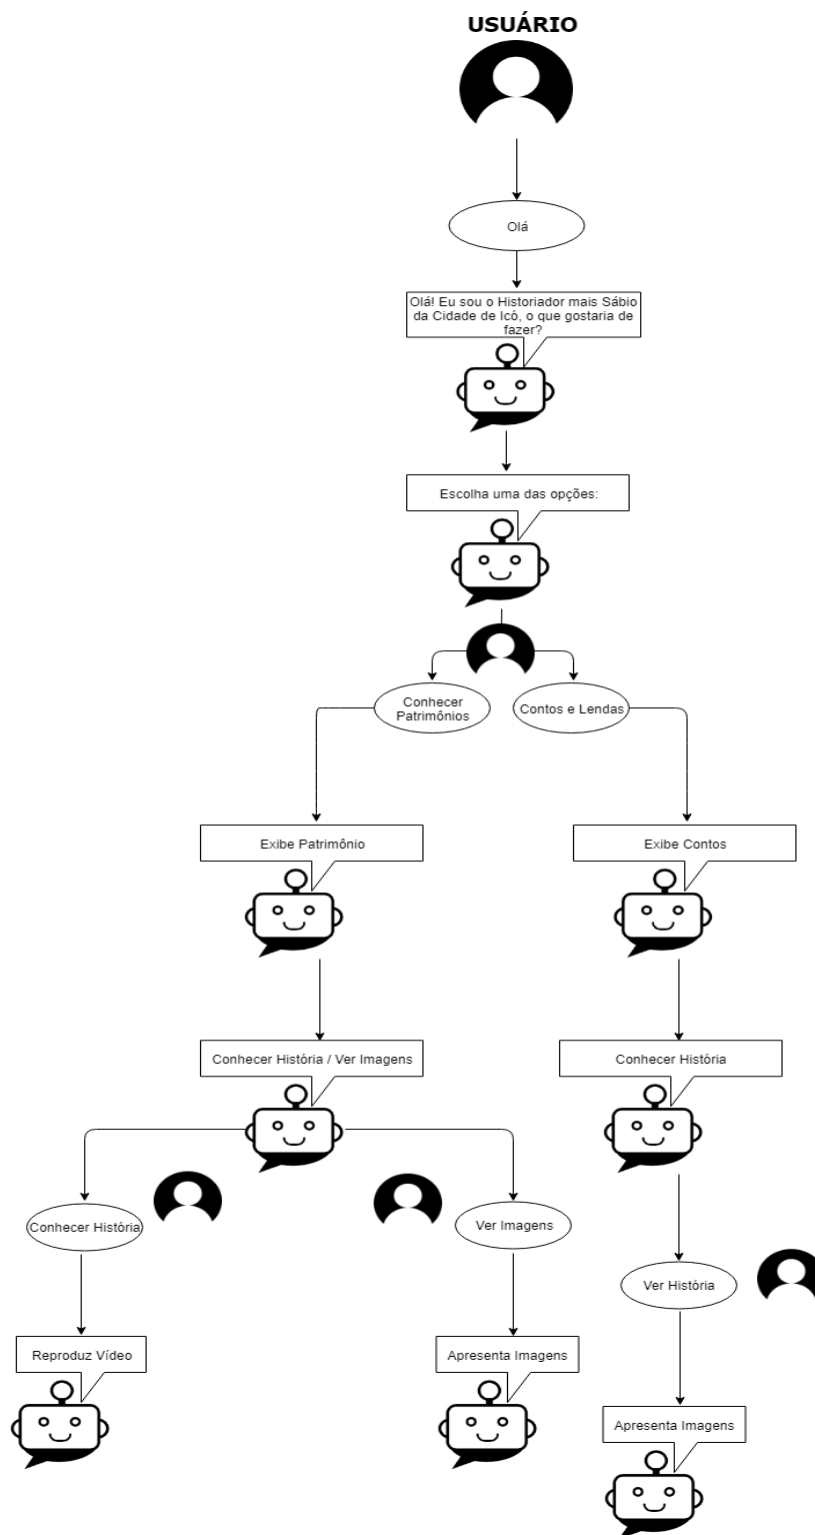 USUÁRIO
Olá
Olá! Eu sou o Historiador mais Sábio
da Cidade de Icó, o que gostaria de
fazer?
Escolha uma das opções:
Conhecer
Patrimônios
Contos e Lendas
Exibe Patrimônio
Exibe Contos
Conhecer História / Ver Imagens
Conhecer História
Conhecer História
Ver Imagens
Ver História
Reproduz Vídeo
Apresenta Imagens
Apresenta Imagens